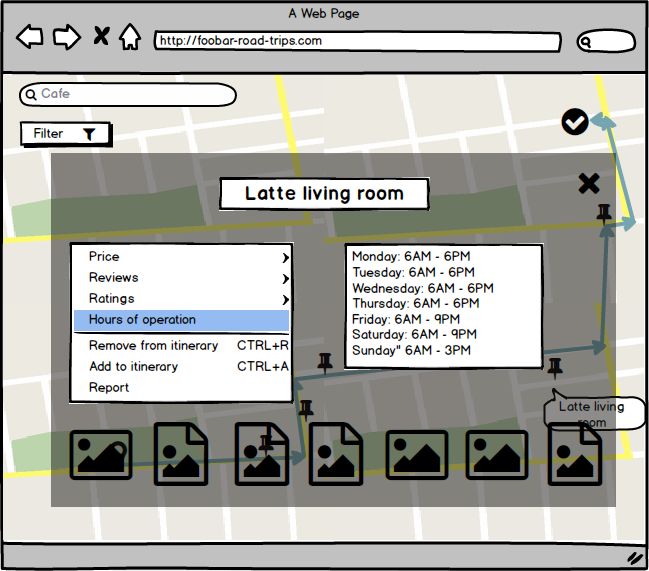 A Web Page
http://foobar-road-trips.com
Cafe
Filter
Latte living room
Price
Reviews
Ratings
Hours of operation
Remove from itinerary CTRL+R
Add to itinerary CTRL+A
Report
Monday: 6AM - 6PM
Tuesday: 6AM - 6PM
Wednesday: 6AM - 6PM
Thursday: 6AM - 6PM
Friday: 6AM - 9PM
Saturday: 6AM - 9PM
Sunday" 6AM - 3PM
Latte living
room